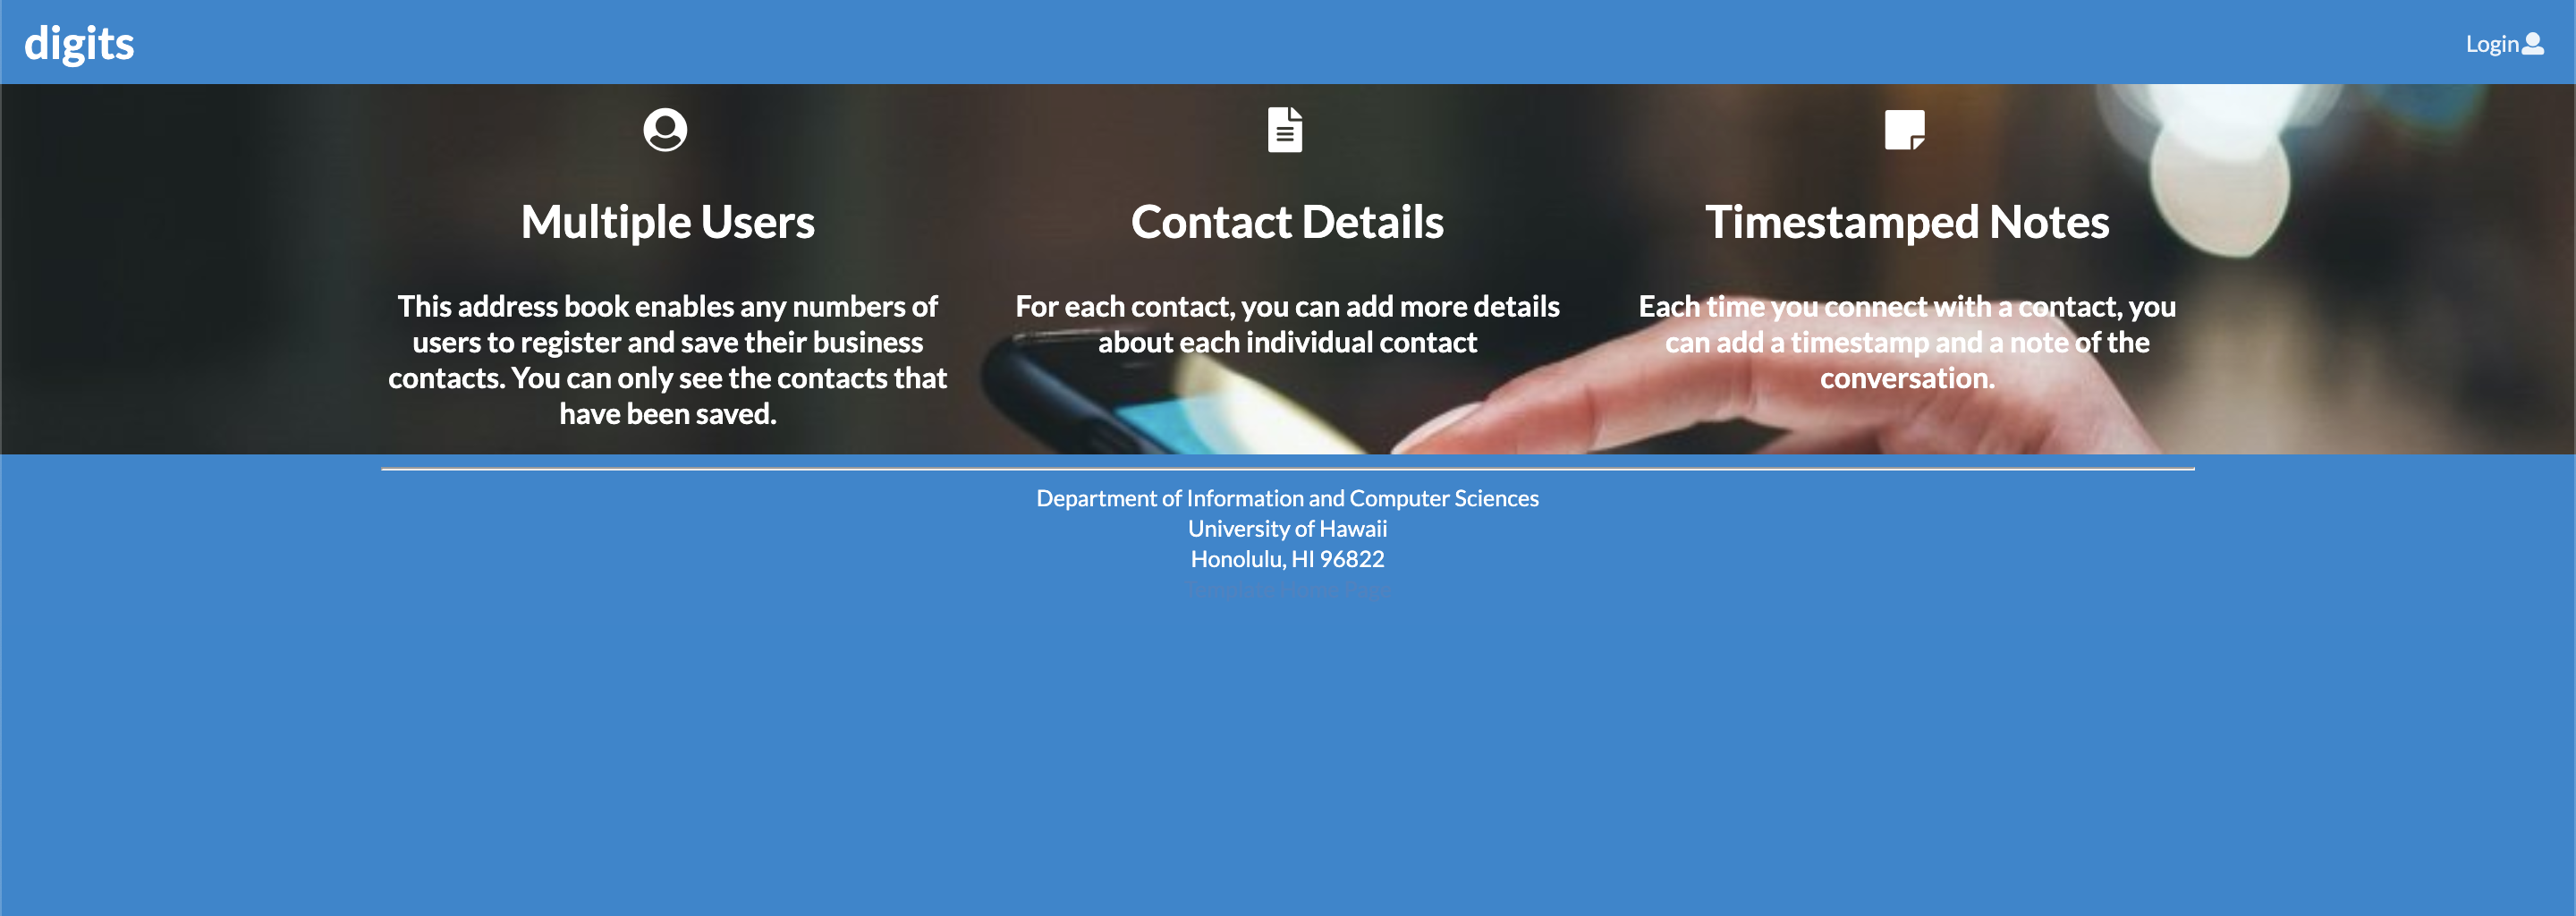 digits
Login
Multiple Users
This address book enables any numbers of
users to register and save their business
contacts. You can only see the contacts that
have been saved.
Contact Details
For each contact, you can add more details
about each individual contact
Timestamped Notes
Each time you connect with a contact, you
can add a timestamp and a note of the
conversation.
Department of Information and Computer Sciences
University of Hawaii
Honolulu, HI 96822